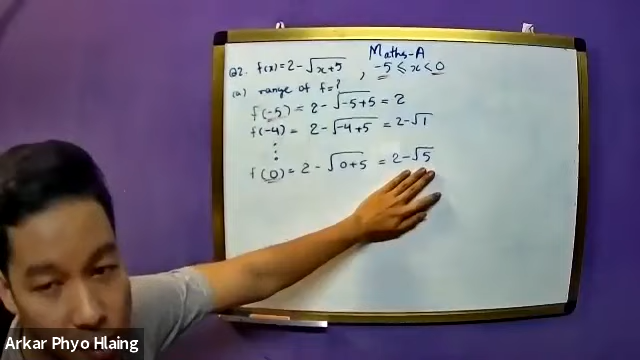 Maths-A
Q2. f(x) = 2 - √x+5 , -5 ≤ x < 0
(a) range of f = ?
f(-5) = 2 - √-5+5 = 2
f(-4) = 2 - √-4+5 = 2-√1
⋮
f(0) = 2 - √0+5 = 2-√5
Arkar Phyo Hlaing